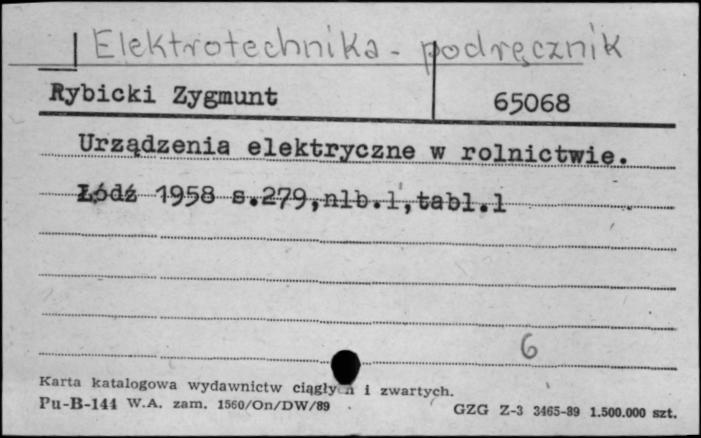 Elektrotechnika - podręcznik
Rybicki Zygmunt 65068
Urządzenia elektryczne w rolnictwie.
Łódź 1958 s.279,nlb.1,tabl.1
6
Karta katalogowa wydawnictw ciągłych i zwartych.
Pu-B-144 W.A. zam. 1560/On/DW/89 GZG Z-3 3465-89 1.500.000 szt.